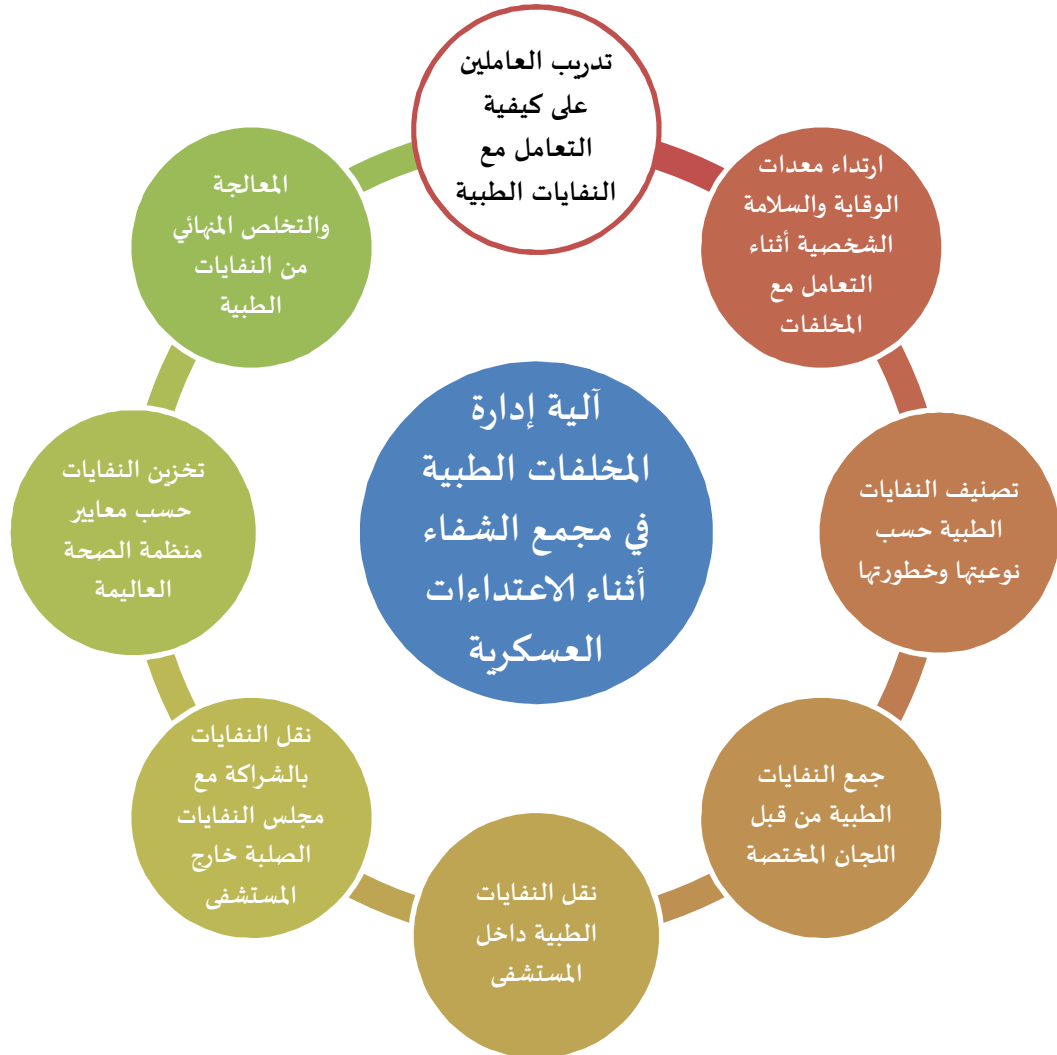 تدريب العاملين
على كيفية
التعامل مع
النفايات الطبية
ارتداء معدات
الوقاية والسلامة
الشخصية أثناء
التعامل مع
المخلفات
تصنيف النفايات
الطبية حسب
نوعيتها وخطورتها
جمع النفايات
الطبية من قبل
اللجان المختصة
نقل النفايات
الطبية داخل
المستشفى
نقل النفايات
بالشراكة مع
مجلس النفايات
الصلبة خارج
المستشفى
تخزين النفايات
حسب معايير
منظمة الصحة
العاليمة
المعالجة
والتخلص المنهائي
من النفايات
الطبية
آلية إدارة
المخلفات الطبية
في مجمع الشفاء
أثناء الاعتداءات
العسكرية